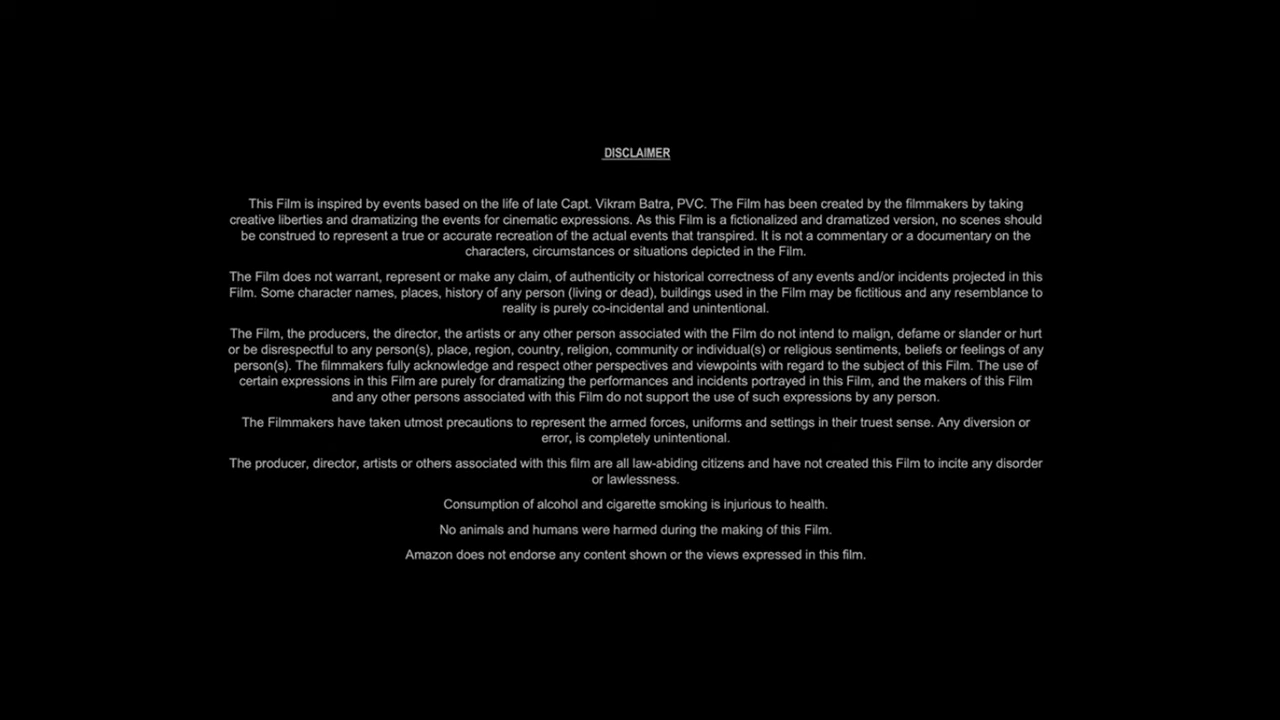 DISCLAIMER
This Film is inspired by events based on the life of late Capt. Vikram Batra, PVC. The Film has been created by the filmmakers by taking
creative liberties and dramatizing the events for cinematic expressions. As this Film is a fictionalized and dramatized version, no scenes should
be construed to represent a true or accurate recreation of the actual events that transpired. It is not a commentary or a documentary on the
characters, circumstances or situations depicted in the Film.
The Film does not warrant, represent or make any claim, of authenticity or historical correctness of any events and/or incidents projected in this
Film. Some character names, places, history of any person (living or dead), buildings used in the Film may be fictitious and any resemblance to
reality is purely co-incidental and unintentional.
The Film, the producers, the director, the artists or any other person associated with the Film do not intend to malign, defame or slander or hurt
or be disrespectful to any person(s), place, region, country, religion, community or individual(s) or religious sentiments, beliefs or feelings of any
person(s). The filmmakers fully acknowledge and respect other perspectives and viewpoints with regard to the subject of this Film. The use of
certain expressions in this Film are purely for dramatizing the performances and incidents portrayed in this Film, and the makers of this Film
and any other persons associated with this Film do not support the use of such expressions by any person.
The Filmmakers have taken utmost precautions to represent the armed forces, uniforms and settings in their truest sense. Any diversion or
error, is completely unintentional.
The producer, director, artists or others associated with this film are all law-abiding citizens and have not created this Film to incite any disorder
or lawlessness.
Consumption of alcohol and cigarette smoking is injurious to health.
No animals and humans were harmed during the making of this Film.
Amazon does not endorse any content shown or the views expressed in this film.